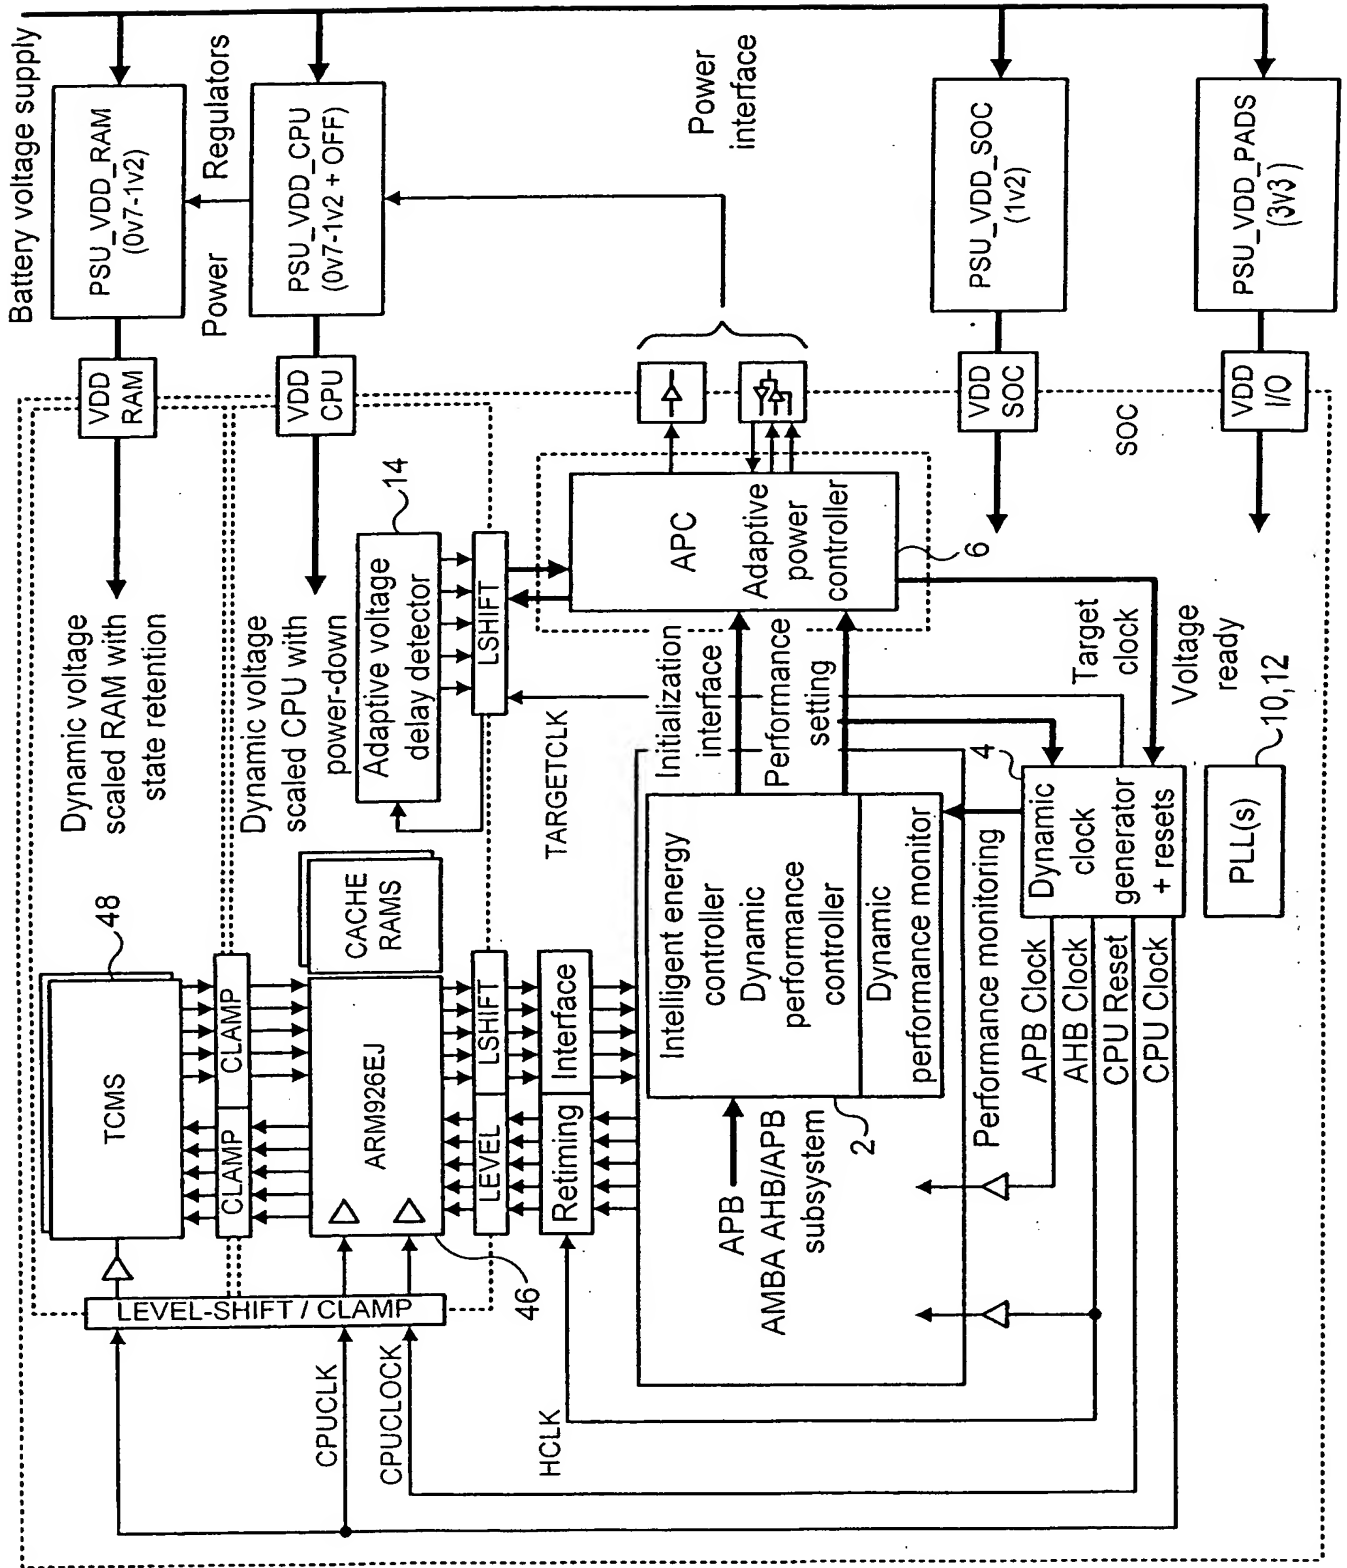 Battery voltage supply
PSU_VDD_RAM
(0v7-1v2)
Power
Regulators
PSU_VDD_CPU
(0v7-1v2 + OFF)
Power
interface
PSU_VDD_SOC
(1v2)
PSU_VDD_PADS
(3v3)
VDD
RAM
VDD
CPU
VDD
SOC
VDD
I/O
SOC
Dynamic voltage
scaled RAM with
state retention
Dynamic voltage
scaled CPU with
power-down
14
Adaptive voltage
delay detector
LSHIFT
APC
Adaptive
power
controller
6
TARGETCLK
Initialization
interface
Performance
setting
Target
clock
Voltage
ready
48
TCMS
CLAMP
CLAMP
ARM926EJ
CACHE
RAMS
46
LEVEL
LSHIFT
Retiming
Interface
LEVEL-SHIFT / CLAMP
Intelligent energy
controller
Dynamic
performance
controller
Dynamic
performance monitor
2
APB
AMBA AHB/APB
subsystem
Performance monitoring
4
Dynamic
clock
generator
+ resets
10,12
PLL(s)
APB Clock
AHB Clock
CPU Reset
CPU Clock
CPUCLK
CPUCLOCK
HCLK